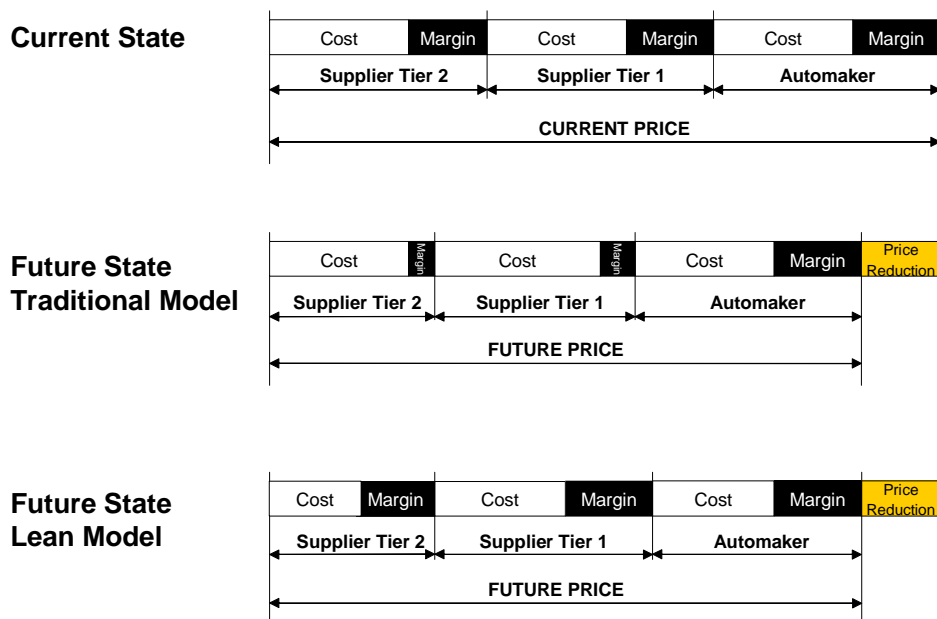 Current State
Cost Margin Cost Margin Cost Margin
Supplier Tier 2 Supplier Tier 1 Automaker
CURRENT PRICE
Future State
Traditional Model
Cost Margin Cost Margin Cost Margin Price
Reduction
Supplier Tier 2 Supplier Tier 1 Automaker
FUTURE PRICE
Future State
Lean Model
Cost Margin Cost Margin Cost Margin Price
Reduction
Supplier Tier 2 Supplier Tier 1 Automaker
FUTURE PRICE